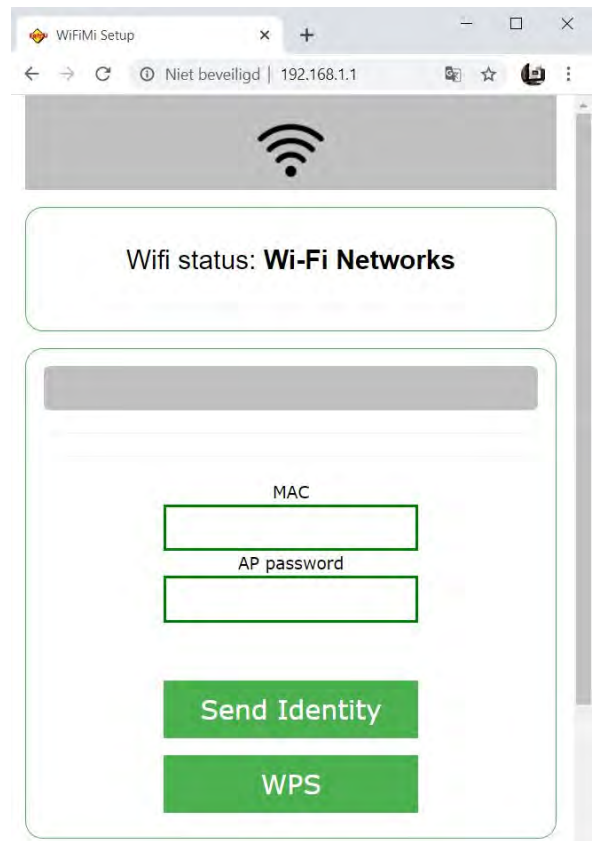 WiFiMi Setup
Niet beveiligd | 192.168.1.1
Wifi status: Wi-Fi Networks
MAC
AP password
Send Identity
WPS